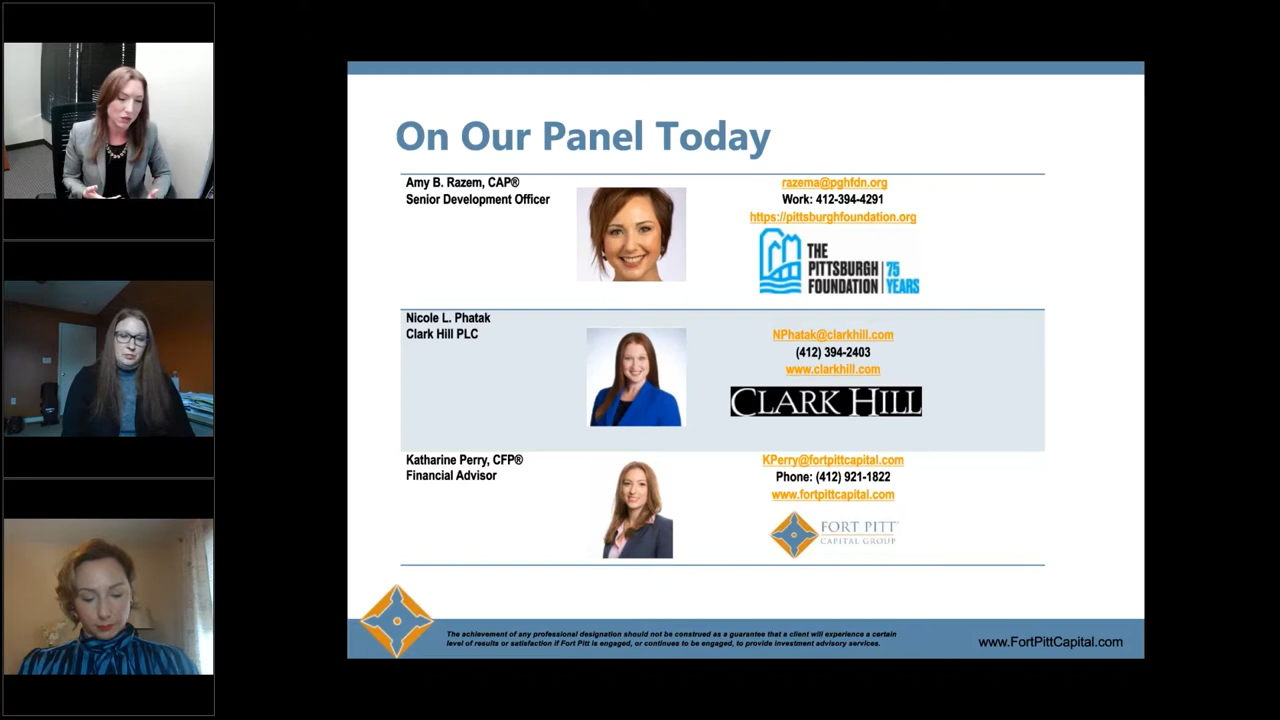 On Our Panel Today
Amy B. Razem, CAP®
Senior Development Officer
razema@pghfdn.org
Work: 412-394-4291
https://pittsburghfoundation.org
THE
PITTSBURGH
FOUNDATION
75
YEARS
Nicole L. Phatak
Clark Hill PLC
NPhatak@clarkhill.com
(412) 394-2403
www.clarkhill.com
CLARK HILL
Katharine Perry, CFP®
Financial Advisor
KPerry@fortpittcapital.com
Phone: (412) 921-1822
www.fortpittcapital.com
FORT PITT
CAPITAL GROUP
The achievement of any professional designation should not be construed as a guarantee that a client will experience a certain
level of results or satisfaction if Fort Pitt is engaged, or continues to be engaged, to provide investment advisory services.
www.FortPittCapital.com